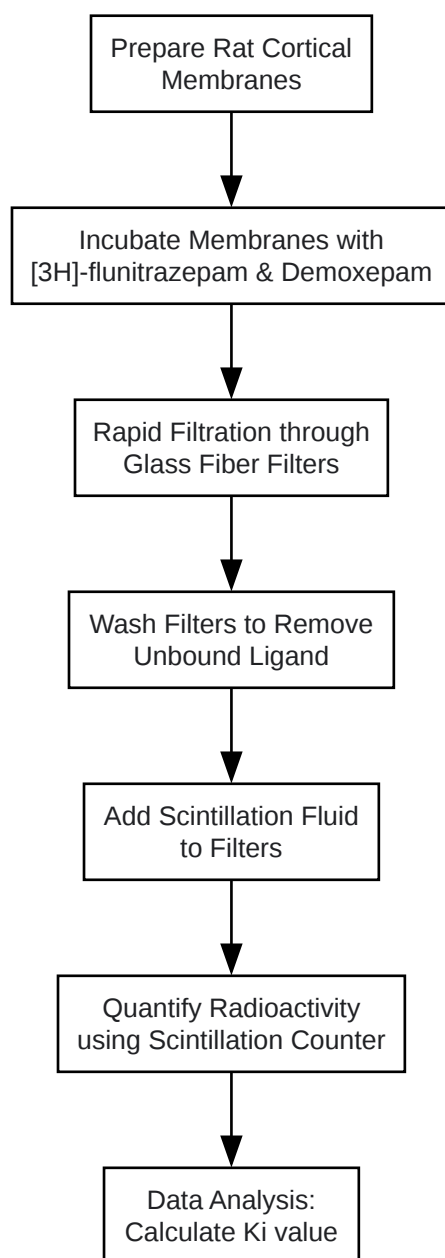 Prepare Rat Cortical
Membranes
Incubate Membranes with
[3H]-flunitrazepam & Demoxepam
Rapid Filtration through
Glass Fiber Filters
Wash Filters to Remove
Unbound Ligand
Add Scintillation Fluid
to Filters
Quantify Radioactivity
using Scintillation Counter
Data Analysis:
Calculate Ki value